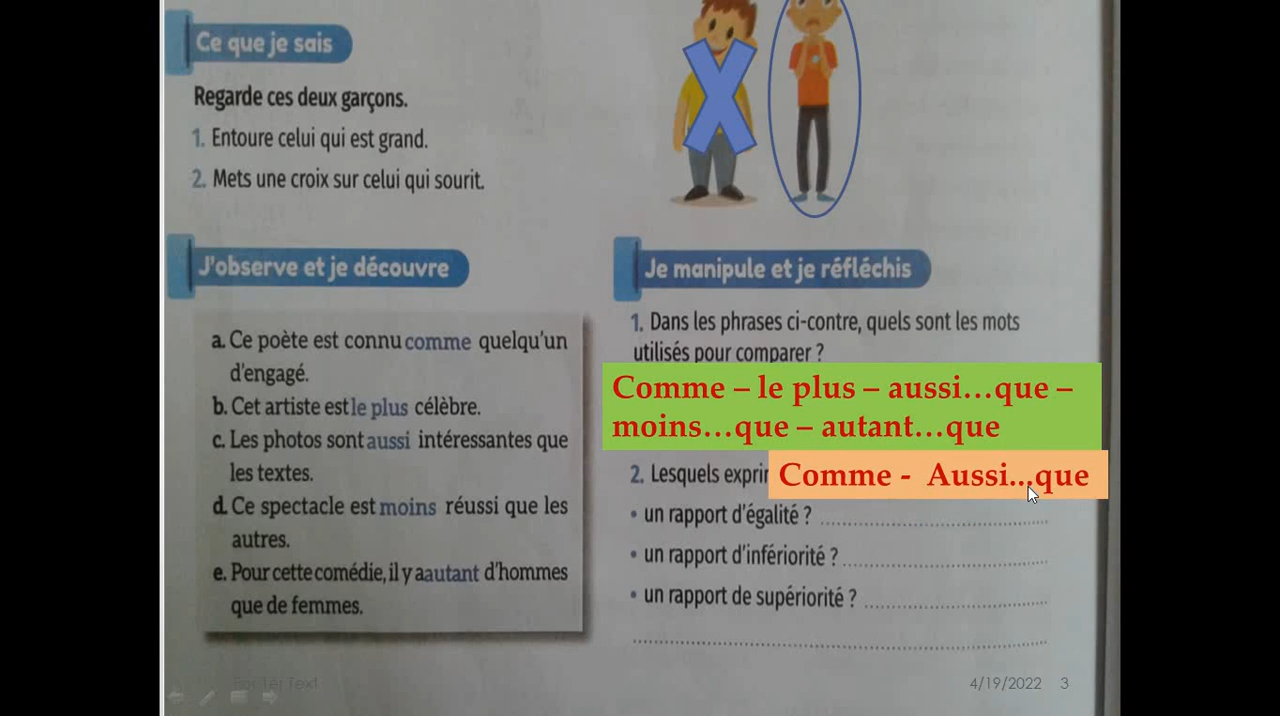 Ce que je sais
Regarde ces deux garçons.
1. Entoure celui qui est grand.
2. Mets une croix sur celui qui sourit.
J'observe et je découvre
a. Ce poète est connu comme quelqu'un
d'engagé.
b. Cet artiste est le plus célèbre.
c. Les photos sont aussi intéressantes que
les textes.
d. Ce spectacle est moins réussi que les
autres.
e. Pour cette comédie, il y a autant d'hommes
que de femmes.
Je manipule et je réfléchis
1. Dans les phrases ci-contre, quels sont les mots
utilisés pour comparer ?
Comme – le plus – aussi...que –
moins...que – autant...que
2. Lesquels exprim
Comme - Aussi...que
• un rapport d'égalité ?
• un rapport d'infériorité ?
• un rapport de supériorité ?
Footer Text
4/19/2022 3